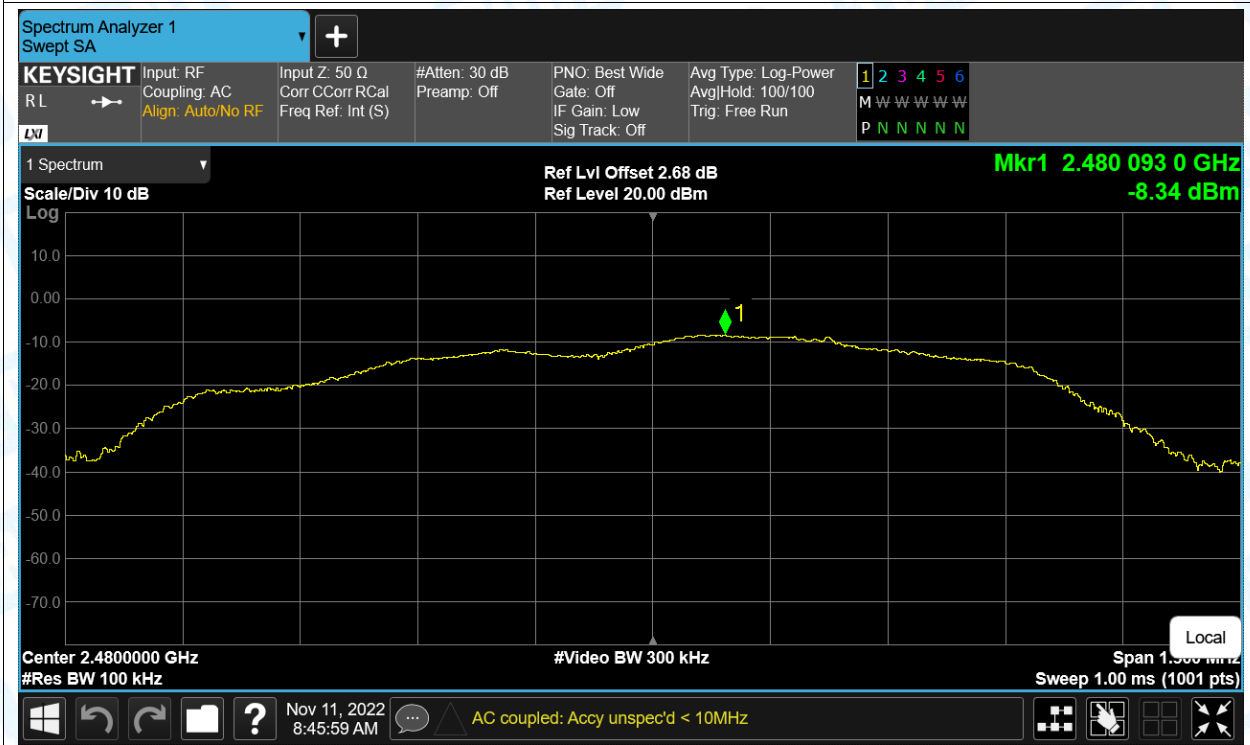 Spectrum Analyzer 1
Swept SA
KEYSIGHT
R L
LXI
Input: RF
Coupling: AC
Align: Auto/No RF
Input Z: 50 Ω
Corr CCorr RCal
Freq Ref: Int (S)
#Atten: 30 dB
Preamp: Off
PNO: Best Wide
Gate: Off
IF Gain: Low
Sig Track: Off
Avg Type: Log-Power
Avg|Hold: 100/100
Trig: Free Run
1 2 3 4 5 6
M W W W W W
P N N N N N
1 Spectrum
Scale/Div 10 dB
Log
Ref Lvl Offset 2.68 dB
Ref Level 20.00 dBm
Mkr1 2.480 093 0 GHz
-8.34 dBm
10.0
0.00
1
-10.0
-20.0
-30.0
-40.0
-50.0
-60.0
-70.0
Local
Center 2.4800000 GHz
#Res BW 100 kHz
#Video BW 300 kHz
Span
Sweep 1.00 ms (1001 pts)
?
Nov 11, 2022
8:45:59 AM
AC coupled: Accy unspec'd < 10MHz